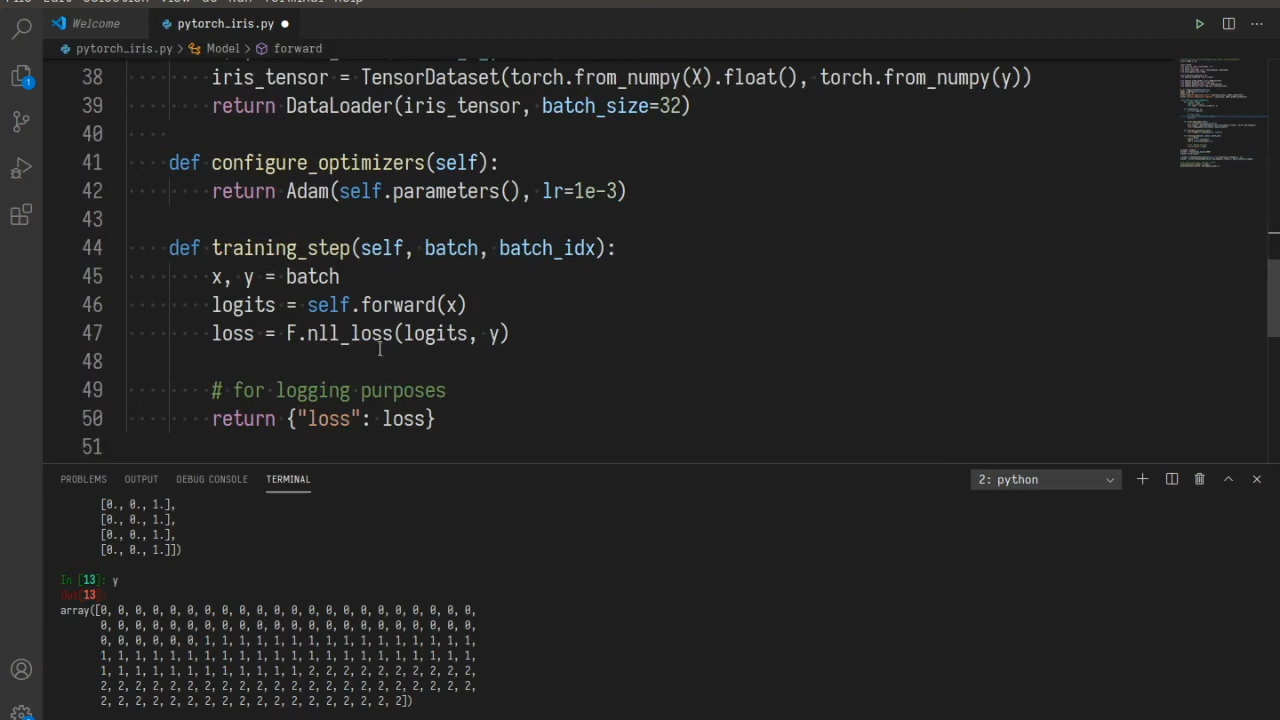 Welcome
pytorch_iris.py
pytorch_iris.py > Model > forward
38 iris_tensor = TensorDataset(torch.from_numpy(X).float(), torch.from_numpy(y))
39 return DataLoader(iris_tensor, batch_size=32)
40
41 def configure_optimizers(self):
42 return Adam(self.parameters(), lr=1e-3)
43
44 def training_step(self, batch, batch_idx):
45 x, y = batch
46 logits = self.forward(x)
47 loss = F.nll_loss(logits, y)
48
49 # for logging purposes
50 return {"loss": loss}
51
PROBLEMS OUTPUT DEBUG CONSOLE TERMINAL 2: python
[0., 0., 1.],
[0., 0., 1.],
[0., 0., 1.],
[0., 0., 1.]])
In [13]: y
Out[13]:
array([0, 0, 0, 0, 0, 0, 0, 0, 0, 0, 0, 0, 0, 0, 0, 0, 0, 0, 0, 0, 0, 0,
0, 0, 0, 0, 0, 0, 0, 0, 0, 0, 0, 0, 0, 0, 0, 0, 0, 0, 0, 0, 0, 0,
0, 0, 0, 0, 0, 0, 1, 1, 1, 1, 1, 1, 1, 1, 1, 1, 1, 1, 1, 1, 1, 1,
1, 1, 1, 1, 1, 1, 1, 1, 1, 1, 1, 1, 1, 1, 1, 1, 1, 1, 1, 1, 1, 1,
1, 1, 1, 1, 1, 1, 1, 1, 1, 1, 1, 1, 2, 2, 2, 2, 2, 2, 2, 2, 2, 2,
2, 2, 2, 2, 2, 2, 2, 2, 2, 2, 2, 2, 2, 2, 2, 2, 2, 2, 2, 2, 2, 2,
2, 2, 2, 2, 2, 2, 2, 2, 2, 2, 2, 2, 2, 2, 2, 2, 2, 2])